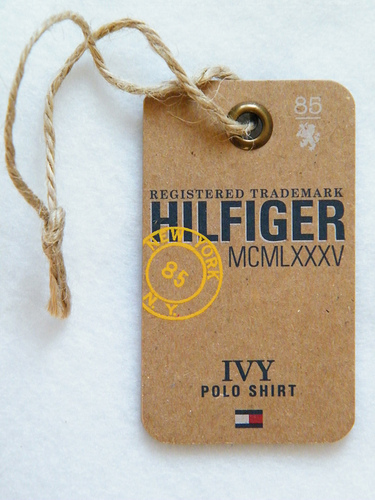 85
REGISTERED TRADEMARK
HILFIGER
MCMLXXXV
NEW YORK
85
N.Y.
IVY
POLO SHIRT